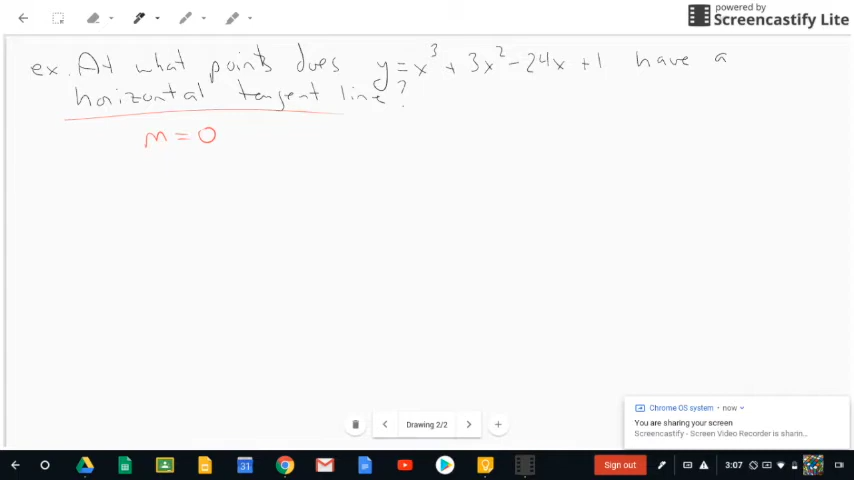 powered by
Screencastify Lite
ex. At what points does y = x³ + 3x² - 24x + 1 have a
horizontal tangent line?
m = 0
Drawing 2/2
Chrome OS system • now
You are sharing your screen
Screencastify - Screen Video Recorder is sharin...
31
Sign out
3:07